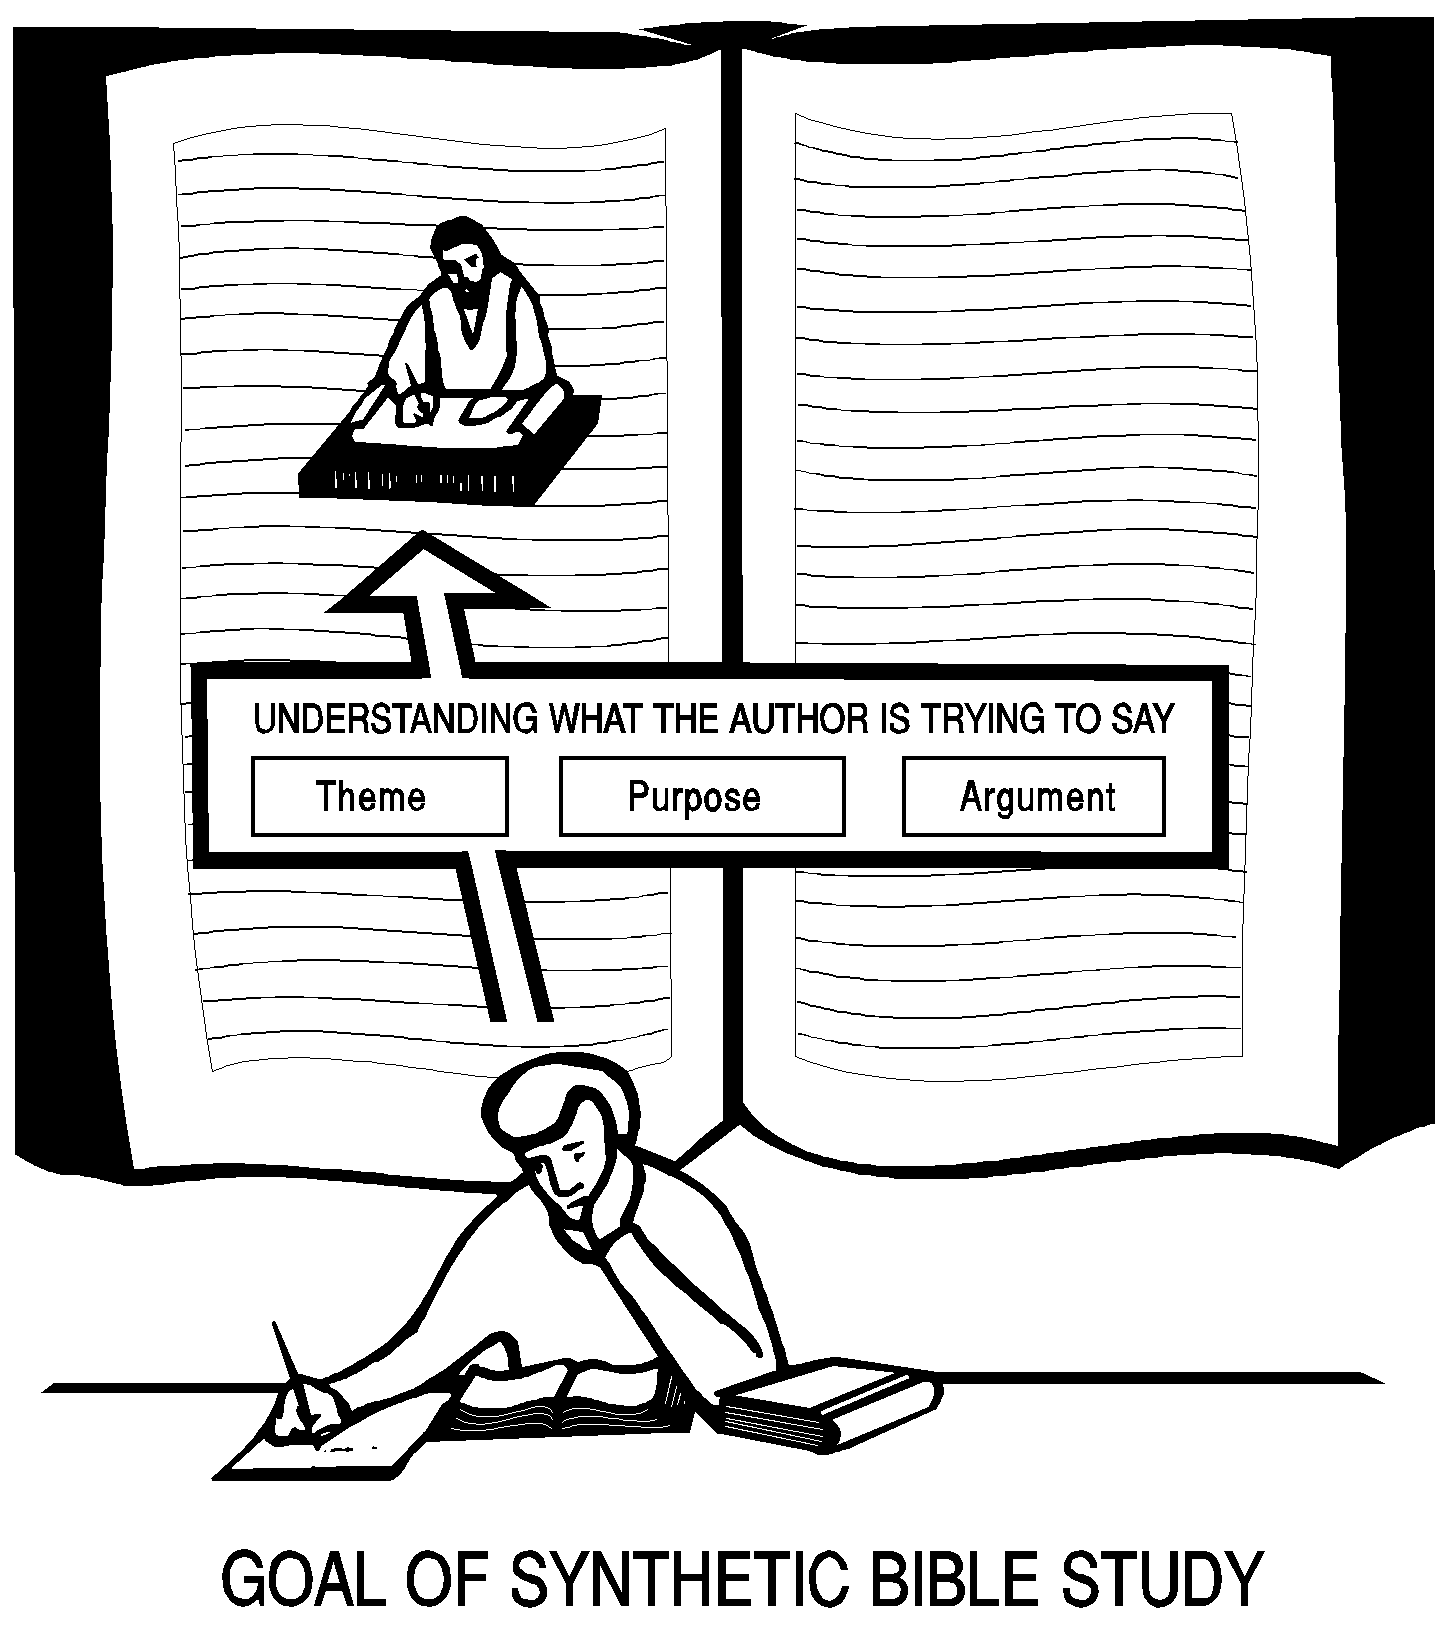 UNDERSTANDING WHAT THE AUTHOR IS TRYING TO SAY
Theme Purpose Argument
GOAL OF SYNTHETIC BIBLE STUDY